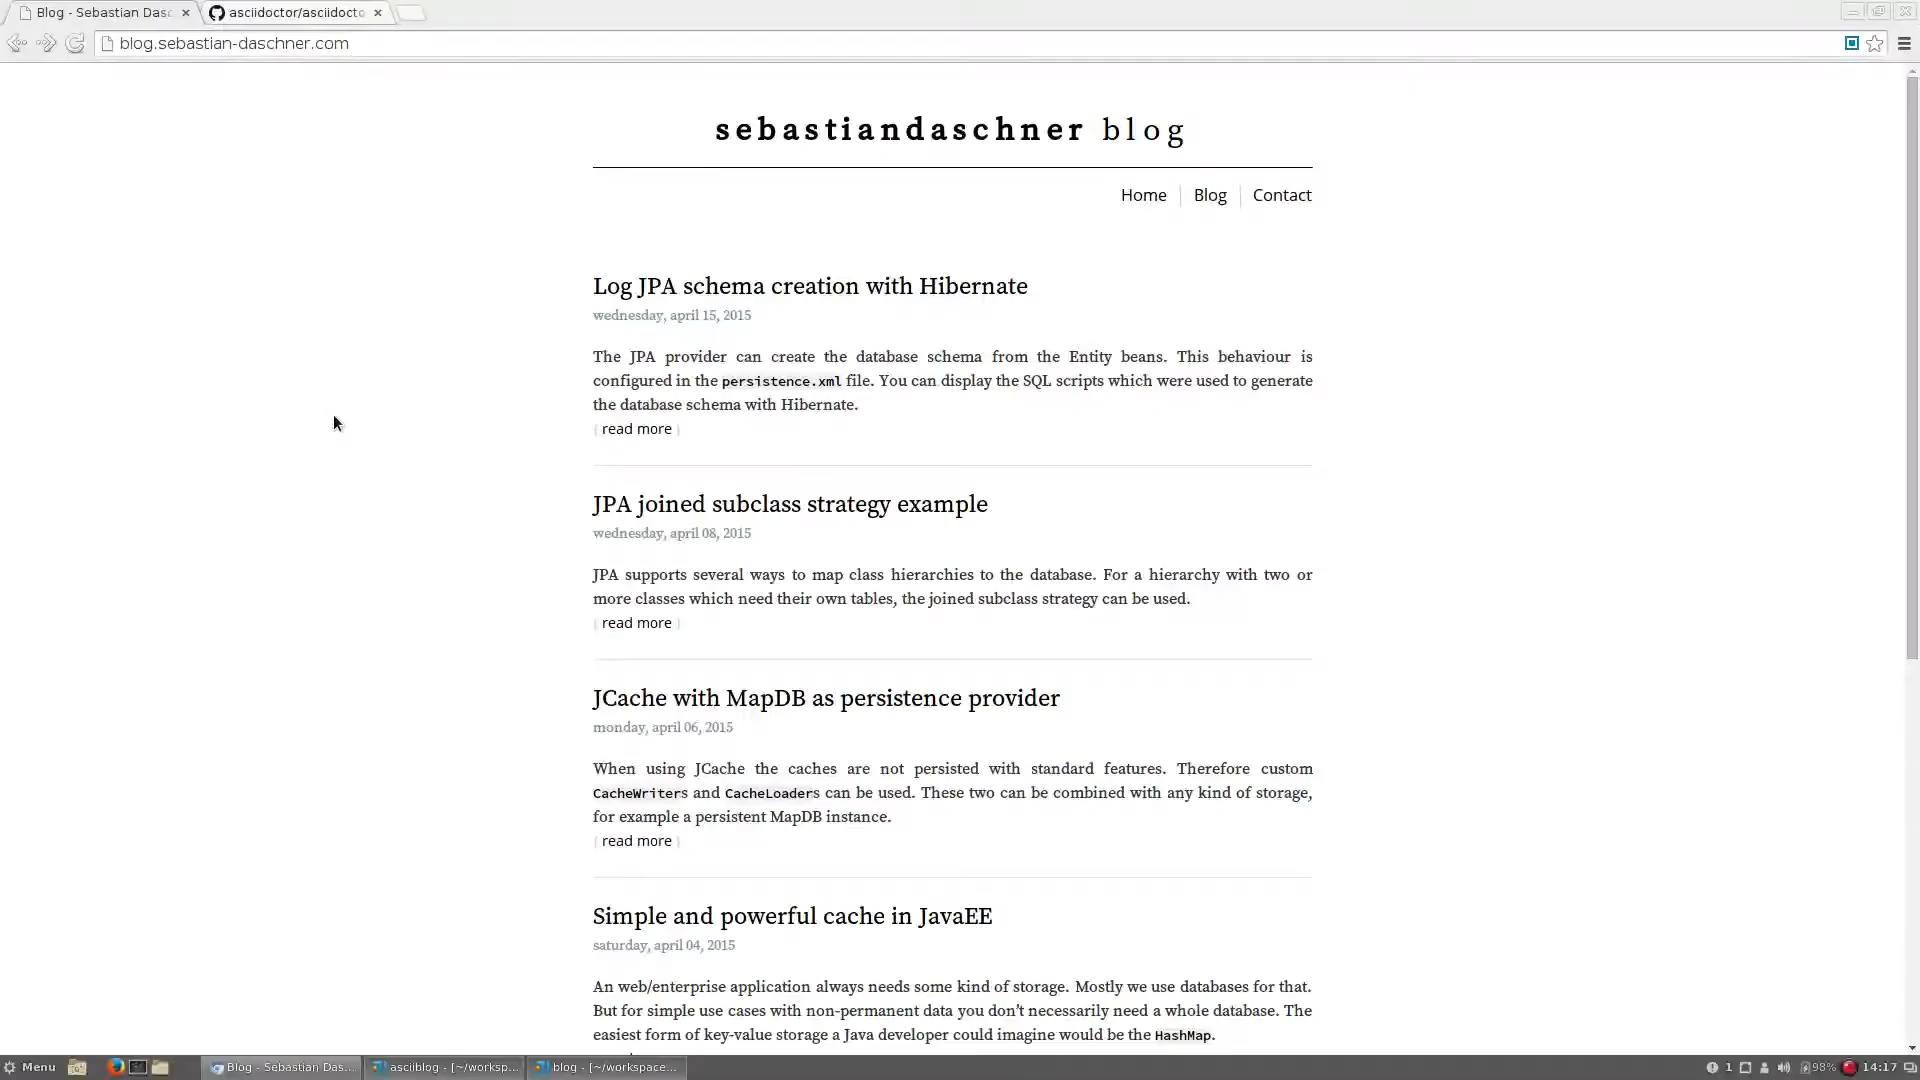 Blog - Sebastian Das
asciidoctor/asciidocto
blog.sebastian-daschner.com
sebastiandaschner blog
Home
Blog
Contact
Log JPA schema creation with Hibernate
wednesday, april 15, 2015
The JPA provider can create the database schema from the Entity beans. This behaviour is
configured in the persistence.xml file. You can display the SQL scripts which were used to generate
the database schema with Hibernate.
[ read more ]
JPA joined subclass strategy example
wednesday, april 08, 2015
JPA supports several ways to map class hierarchies to the database. For a hierarchy with two or
more classes which need their own tables, the joined subclass strategy can be used.
[ read more ]
JCache with MapDB as persistence provider
monday, april 06, 2015
When using JCache the caches are not persisted with standard features. Therefore custom
CacheWriters and CacheLoaders can be used. These two can be combined with any kind of storage,
for example a persistent MapDB instance.
[ read more ]
Simple and powerful cache in JavaEE
saturday, april 04, 2015
An web/enterprise application always needs some kind of storage. Mostly we use databases for that.
But for simple use cases with non-permanent data you don’t necessarily need a whole database. The
easiest form of key-value storage a Java developer could imagine would be the HashMap.
Menu
Blog - Sebastian Das...
asciiblog - [~/worksp...
blog - [~/workspace...
1
98%
14:17